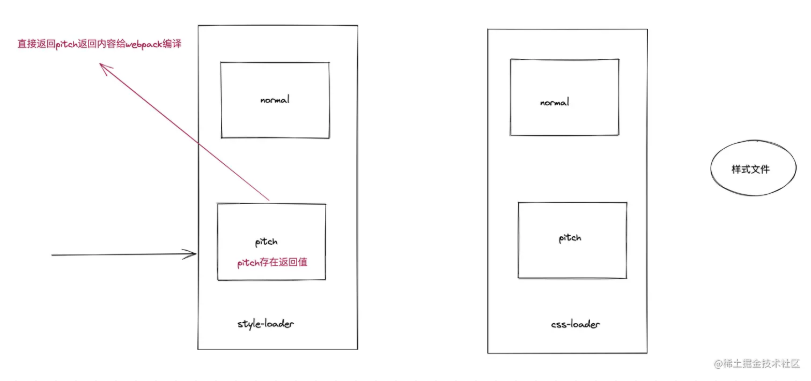 直接返回pitch返回内容给webpack编译
normal
normal
样式文件
pitch
pitch存在返回值
pitch
style-loader
css-loader
@稀土掘金技术社区